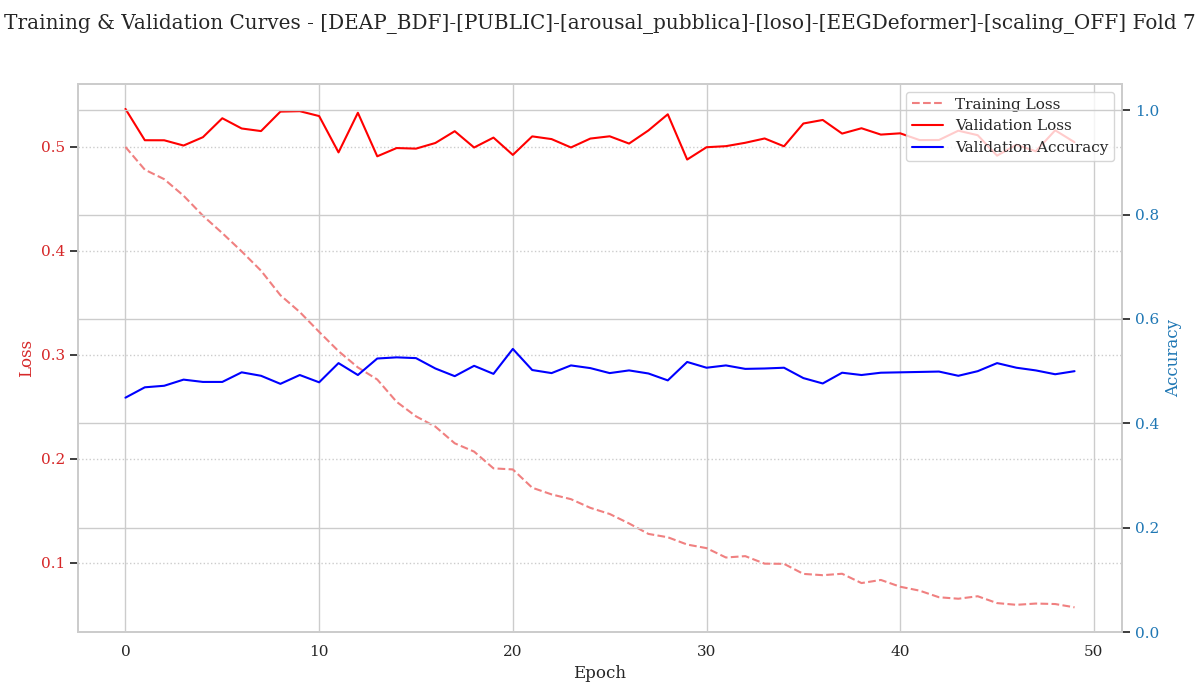 Training & Validation Curves - [DEAP_BDF]-[PUBLIC]-[arousal_pubblica]-[loso]-[EEGDeformer]-[scaling_OFF] Fold 7
Training Loss
Validation Loss
Validation Accuracy
0.5
0.4
0.3
0.2
0.1
Loss
1.0
0.8
0.6
0.4
0.2
0.0
Accuracy
0
10
20
30
40
50
Epoch